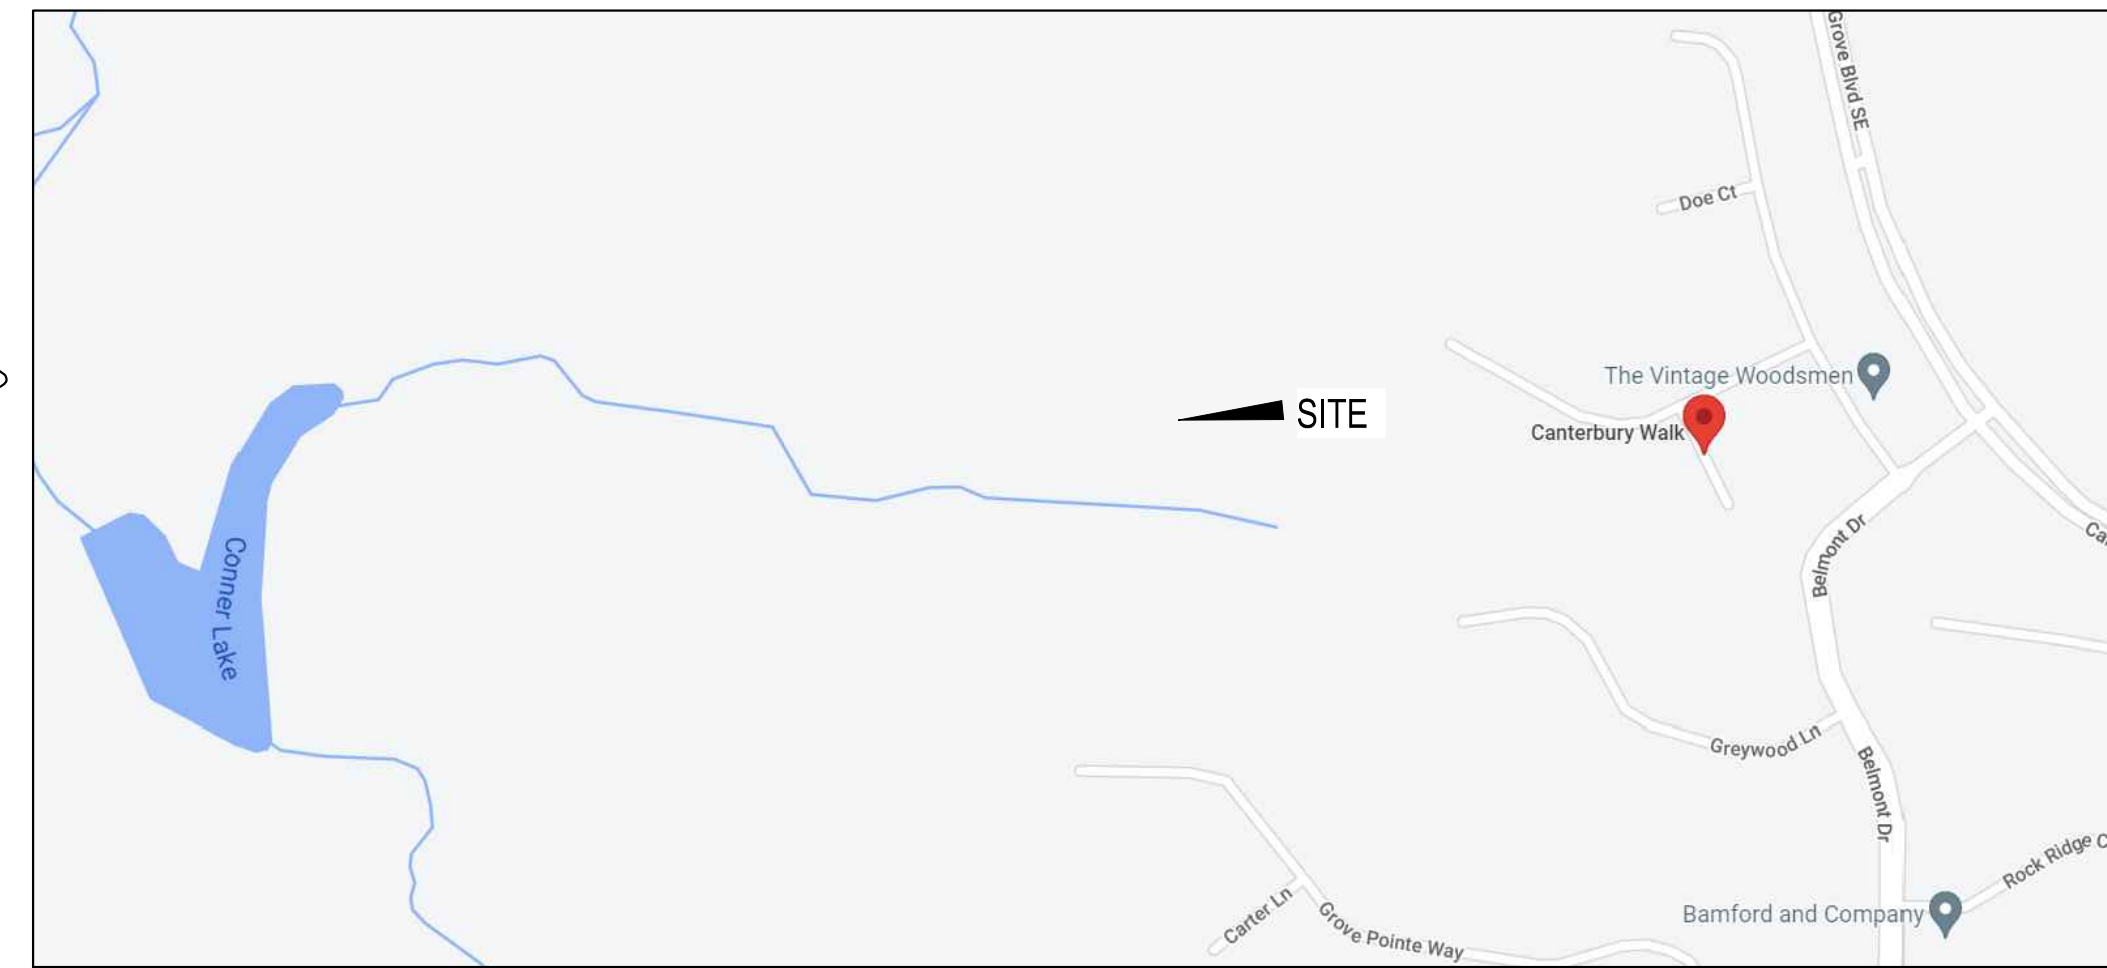 Grove Blvd SE
Doe Ct
The Vintage Woodsmen
SITE
Canterbury Walk
Belmont Dr
Conner Lake
Greywood Ln
Belmont Dr
Rock Ridge
Carter Ln
Grove Pointe Way
Bamford and Company